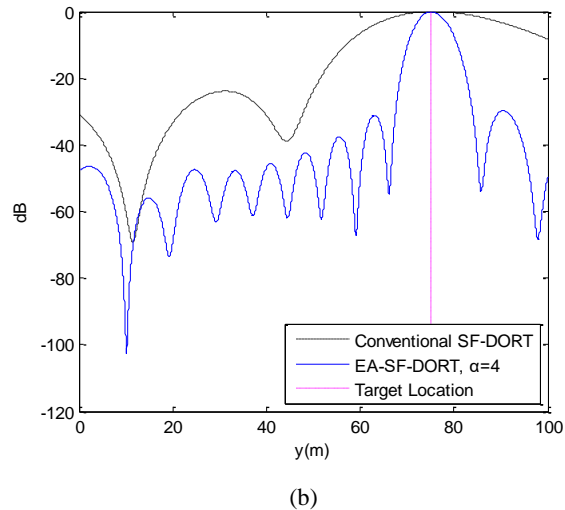 0
-20
-40
-60
-80
-100
-120
dB
Conventional SF-DORT
EA-SF-DORT, α=4
Target Location
0 20 40 60 80 100
y(m)
(b)